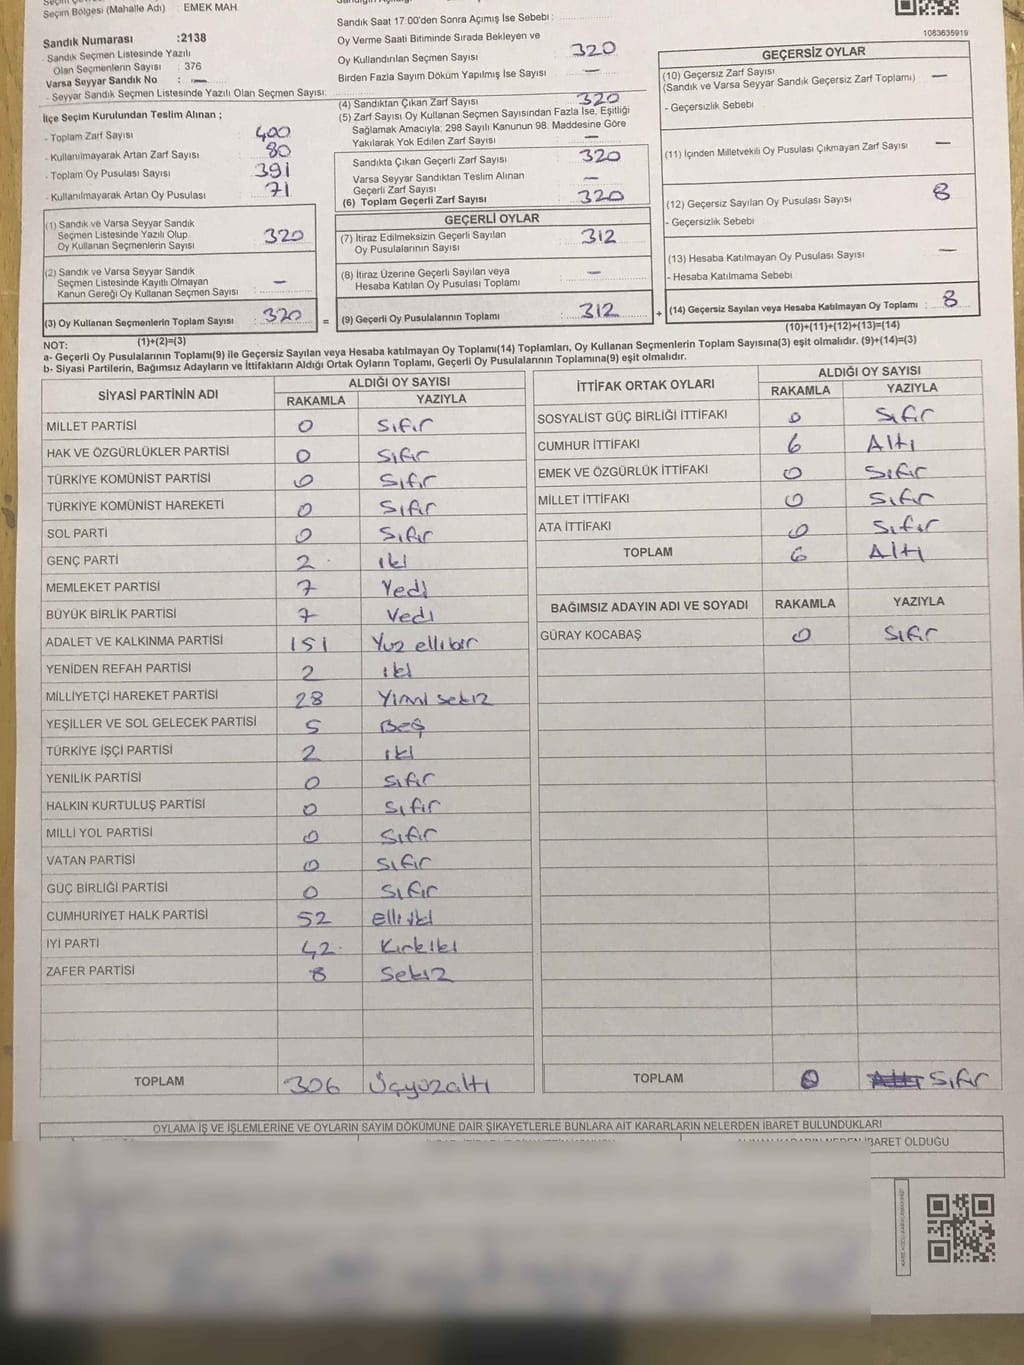 Seçim Bölgesi (Mahalle Adı) : EMEK MAH.
Sandık Numarası :2138
- Sandık Seçmen Listesinde Yazılı
Olan Seçmenlerin Sayısı : 376
Varsa Seyyar Sandık No : —
- Seyyar Sandık Seçmen Listesinde Yazılı Olan Seçmen Sayısı:
İlçe Seçim Kurulundan Teslim Alınan ;
- Toplam Zarf Sayısı 400
- Kullanılmayarak Artan Zarf Sayısı 80
- Toplam Oy Pusulası Sayısı 391
- Kullanılmayarak Artan Oy Pusulası 71
(1) Sandık ve Varsa Seyyar Sandık
Seçmen Listesinde Yazılı Olup
Oy Kullanan Seçmenlerin Sayısı 320
(2) Sandık ve Varsa Seyyar Sandık
Seçmen Listesinde Kayıtlı Olmayan
Kanun Gereği Oy Kullanan Seçmen Sayısı —
(3) Oy Kullanan Seçmenlerin Toplam Sayısı : 320 =
(1)+(2)=(3)
Sandık Saat 17:00'den Sonra Açımış İse Sebebi :
Oy Verme Saati Bitiminde Sırada Bekleyen ve
Oy Kullandırılan Seçmen Sayısı 320
Birden Fazla Sayım Döküm Yapılmış İse Sayısı —
(4) Sandıktan Çıkan Zarf Sayısı 320
(5) Zarf Sayısı Oy Kullanan Seçmen Sayısından Fazla İse, Eşitliği
Sağlamak Amacıyla; 298 Sayılı Kanunun 98. Maddesine Göre
Yakılarak Yok Edilen Zarf Sayısı —
Sandıkta Çıkan Geçerli Zarf Sayısı 320
Varsa Seyyar Sandıktan Teslim Alınan
Geçerli Zarf Sayısı —
(6) Toplam Geçerli Zarf Sayısı 320
GEÇERLİ OYLAR
(7) İtiraz Edilmeksizin Geçerli Sayılan
Oy Pusulalarının Sayısı 312
(8) İtiraz Üzerine Geçerli Sayılan veya
Hesaba Katılan Oy Pusulası Toplamı —
(9) Geçerli Oy Pusulalarının Toplamı : 312 +
1083635919
GEÇERSİZ OYLAR
(10) Geçersiz Zarf Sayısı
(Sandık ve Varsa Seyyar Sandık Geçersiz Zarf Toplamı) —
- Geçersizlik Sebebi
(11) İçinden Milletvekili Oy Pusulası Çıkmayan Zarf Sayısı —
(12) Geçersiz Sayılan Oy Pusulası Sayısı 8
- Geçersizlik Sebebi
(13) Hesaba Katılmayan Oy Pusulası Sayısı —
- Hesaba Katılmama Sebebi
(14) Geçersiz Sayılan veya Hesaba Katılmayan Oy Toplamı : 8
(10)+(11)+(12)+(13)=(14)
NOT:
a- Geçerli Oy Pusulalarının Toplamı(9) ile Geçersiz Sayılan veya Hesaba katılmayan Oy Toplamı(14) Toplamları, Oy Kullanan Seçmenlerin Toplam Sayısına(3) eşit olmalıdır. (9)+(14)=(3)
b- Siyasi Partilerin, Bağımsız Adayların ve İttifakların Aldığı Ortak Oyların Toplamı, Geçerli Oy Pusulalarının Toplamına(9) eşit olmalıdır.
SİYASİ PARTİNİN ADI ALDIĞI OY SAYISI
RAKAMLA YAZIYLA
MİLLET PARTİSİ 0 Sıfır
HAK VE ÖZGÜRLÜKLER PARTİSİ 0 Sıfır
TÜRKİYE KOMÜNİST PARTİSİ 0 Sıfır
TÜRKİYE KOMÜNİST HAREKETİ 0 Sıfır
SOL PARTİ 0 Sıfır
GENÇ PARTİ 2 iki
MEMLEKET PARTİSİ 7 Yedi
BÜYÜK BİRLİK PARTİSİ 7 Yedi
ADALET VE KALKINMA PARTİSİ 151 Yüz ellibir
YENİDEN REFAH PARTİSİ 2 iki
MİLLİYETÇİ HAREKET PARTİSİ 28 Yirmi sekiz
YEŞİLLER VE SOL GELECEK PARTİSİ 5 Beş
TÜRKİYE İŞÇİ PARTİSİ 2 iki
YENİLİK PARTİSİ 0 Sıfır
HALKIN KURTULUŞ PARTİSİ 0 Sıfır
MİLLİ YOL PARTİSİ 0 Sıfır
VATAN PARTİSİ 0 Sıfır
GÜÇ BİRLİĞİ PARTİSİ 0 Sıfır
CUMHURİYET HALK PARTİSİ 52 elli iki
İYİ PARTİ 42 Kırkiki
ZAFER PARTİSİ 8 Sekiz
TOPLAM 306 Üçyüzaltı
İTTİFAK ORTAK OYLARI ALDIĞI OY SAYISI
RAKAMLA YAZIYLA
SOSYALİST GÜÇ BİRLİĞİ İTTİFAKI 0 Sıfır
CUMHUR İTTİFAKI 6 Altı
EMEK VE ÖZGÜRLÜK İTTİFAKI 0 Sıfır
MİLLET İTTİFAKI 0 Sıfır
ATA İTTİFAKI 0 Sıfır
TOPLAM 6 Altı
BAĞIMSIZ ADAYIN ADI VE SOYADI RAKAMLA YAZIYLA
GÜRAY KOCABAŞ 0 Sıfır
TOPLAM 0 Sıfır
OYLAMA İŞ VE İŞLEMLERİNE VE OYLARIN SAYIM DÖKÜMÜNE DAİR ŞİKAYETLERLE BUNLARA AİT KARARLARIN NELERDEN İBARET BULUNDUKLARI
İBARET OLDUĞU